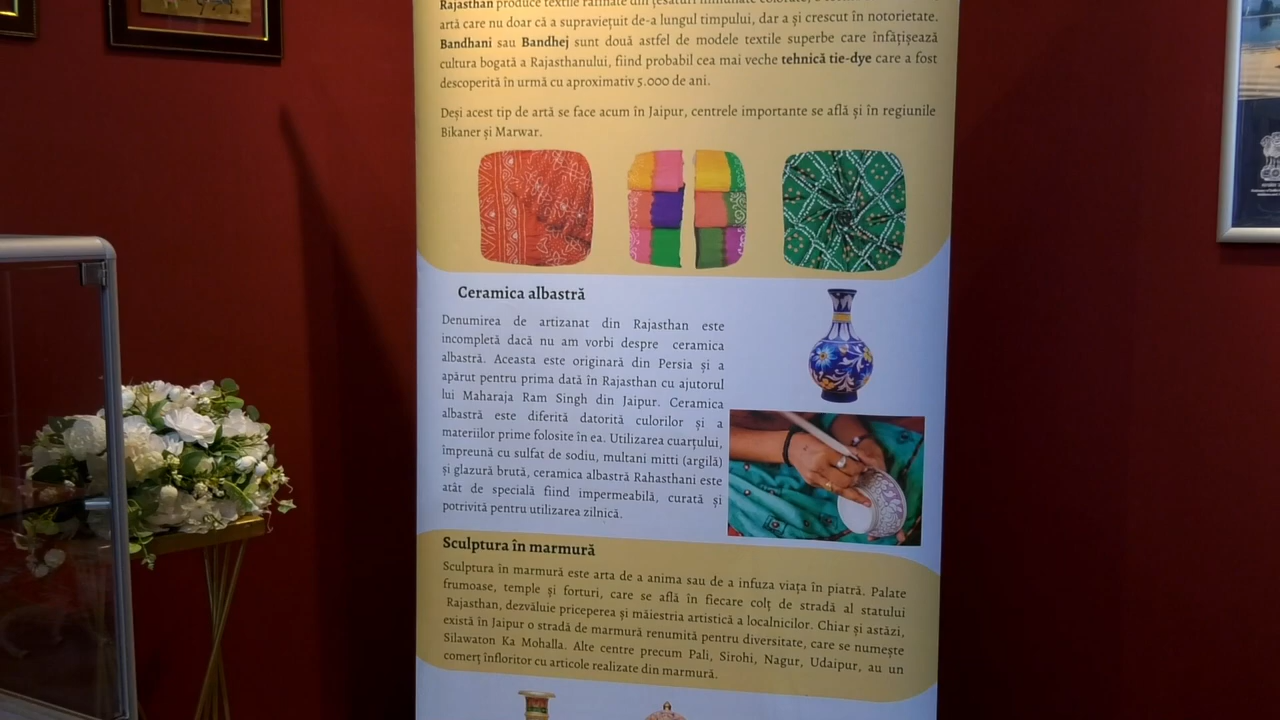 Rajasthan produce textile rafinate din țesături
artă care nu doar că a supraviețuit de-a lungul timpului, dar a și crescut în notorietate.
Bandhani sau Bandhej sunt două astfel de modele textile superbe care înfățișează
cultura bogată a Rajasthanului, fiind probabil cea mai veche tehnică tie-dye care a fost
descoperită în urmă cu aproximativ 5.000 de ani.
Deși acest tip de artă se face acum în Jaipur, centrele importante se află și în regiunile
Bikaner și Marwar.
Ceramica albastră
Denumirea de artizanat din Rajasthan este
incompletă dacă nu am vorbi despre ceramica
albastră. Aceasta este originară din Persia și a
apărut pentru prima dată în Rajasthan cu ajutorul
lui Maharaja Ram Singh din Jaipur. Ceramica
albastră este diferită datorită culorilor și a
materiilor prime folosite în ea. Utilizarea cuarțului,
împreună cu sulfat de sodiu, multani mitti (argilă)
și glazură brută, ceramica albastră Rahasthani este
atât de specială fiind impermeabilă, curată și
potrivită pentru utilizarea zilnică.
Sculptura în marmură
Sculptura în marmură este arta de a anima sau de a infuza viața în piatră. Palate
frumoase, temple și forturi, care se află în fiecare colț de stradă al statului
Rajasthan, dezvăluie priceperea și măiestria artistică a localnicilor. Chiar și astăzi,
există în Jaipur o stradă de marmură renumită pentru diversitate, care se numește
Silawaton Ka Mohalla. Alte centre precum Pali, Sirohi, Nagur, Udaipur, au un
comerț înfloritor cu articole realizate din marmură.